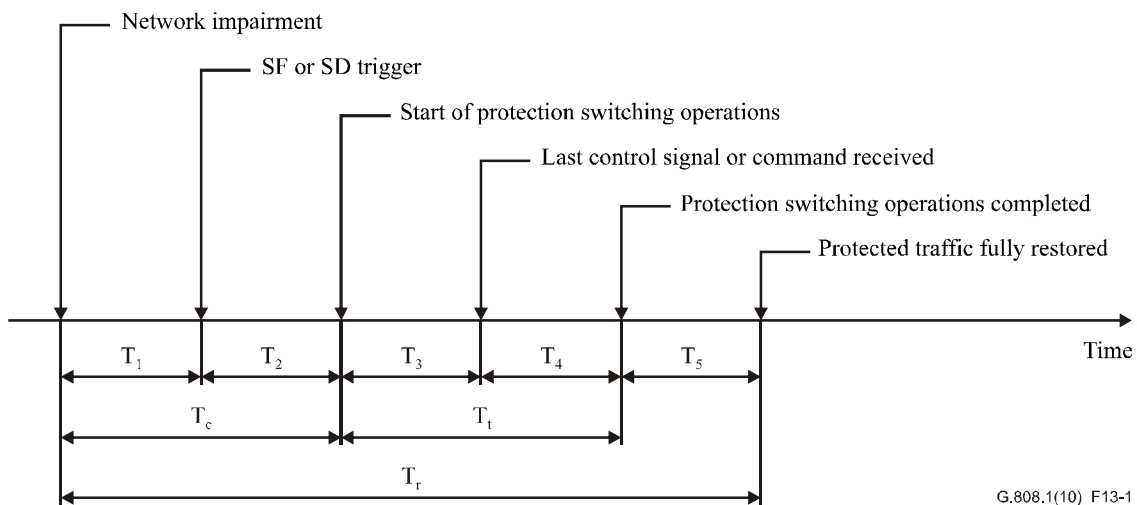 Network impairment
SF or SD trigger
Start of protection switching operations
Last control signal or command received
Protection switching operations completed
Protected traffic fully restored
Time
T1 T2 T3 T4 T5
Tc Tt
Tr
G.808.1(10)_F13-1